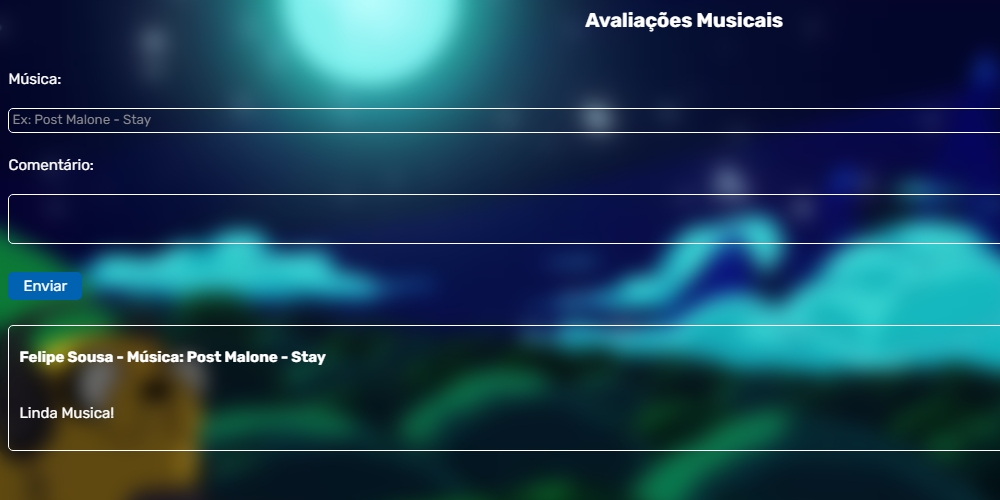 Avaliações Musicais
Música:
Ex: Post Malone - Stay
Comentário:
Enviar
Felipe Sousa - Música: Post Malone - Stay
Linda Musical